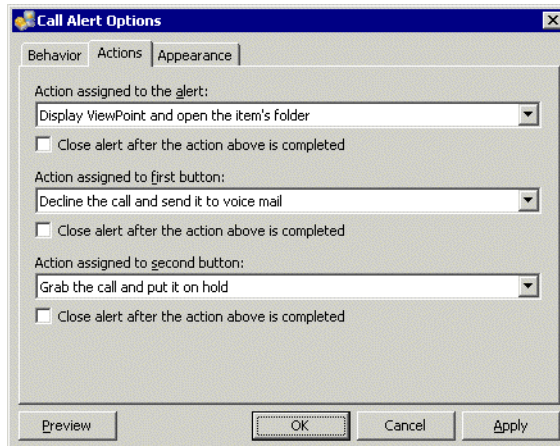 Call Alert Options
Behavior Actions Appearance
Action assigned to the alert:
Display ViewPoint and open the item's folder
Close alert after the action above is completed
Action assigned to first button:
Decline the call and send it to voice mail
Close alert after the action above is completed
Action assigned to second button:
Grab the call and put it on hold
Close alert after the action above is completed
Preview OK Cancel Apply